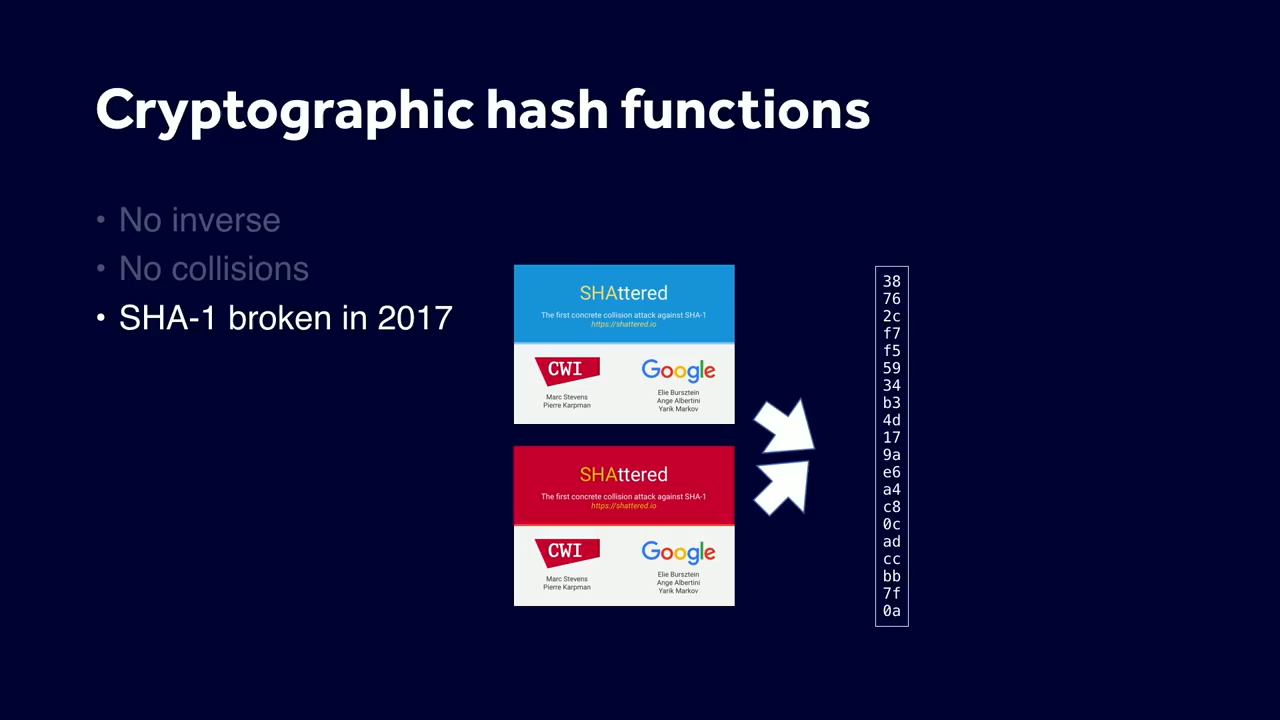 Cryptographic hash functions
• No inverse
• No collisions
• SHA-1 broken in 2017
SHAttered
The first concrete collision attack against SHA-1
https://shattered.io
CWI
Marc Stevens
Pierre Karpman
Google
Elie Bursztein
Ange Albertini
Yarik Markov
SHAttered
The first concrete collision attack against SHA-1
https://shattered.io
CWI
Marc Stevens
Pierre Karpman
Google
Elie Bursztein
Ange Albertini
Yarik Markov
38
76
2c
f7
f5
59
34
b3
4d
17
9a
e6
a4
c8
0c
ad
cc
bb
7f
0a